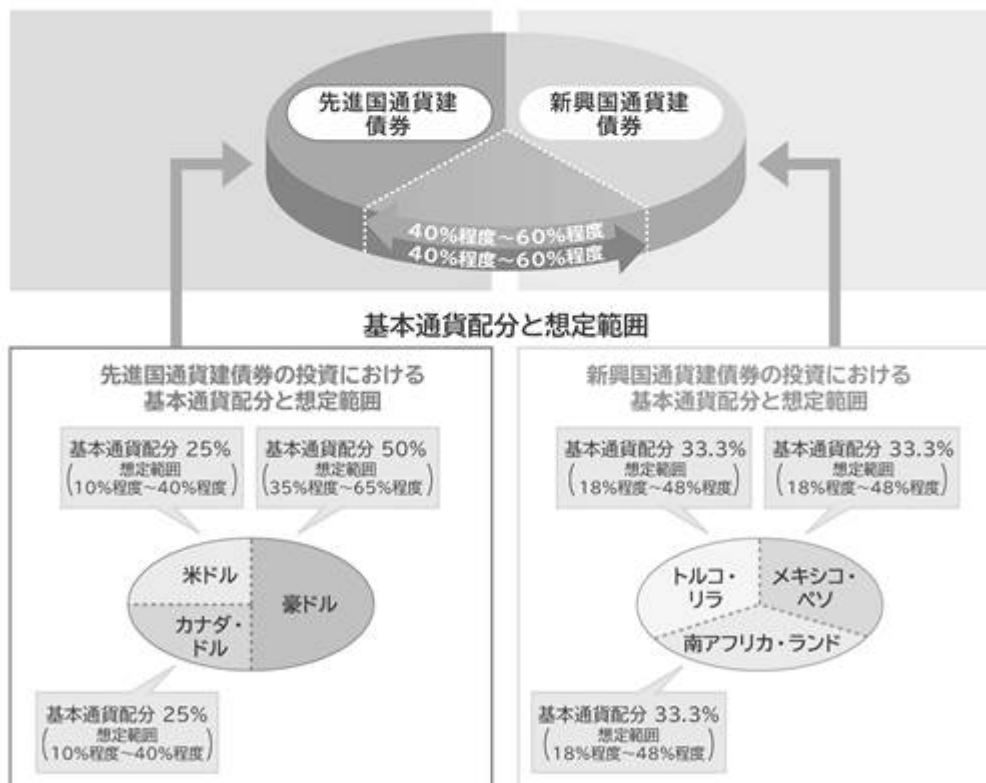 先進国通貨建
債券
新興国通貨建
債券
40%程度～60%程度
40%程度～60%程度
基本通貨配分と想定範囲
先進国通貨建債券の投資における
基本通貨配分と想定範囲
基本通貨配分 25%
想定範囲
(10%程度～40%程度)
基本通貨配分 50%
想定範囲
(35%程度～65%程度)
米ドル
豪ドル
カナダ・
ドル
基本通貨配分 25%
想定範囲
(10%程度～40%程度)
新興国通貨建債券の投資における
基本通貨配分と想定範囲
基本通貨配分 33.3%
想定範囲
(18%程度～48%程度)
基本通貨配分 33.3%
想定範囲
(18%程度～48%程度)
トルコ・
リラ
メキシコ・
ペソ
南アフリカ・ランド
基本通貨配分 33.3%
想定範囲
(18%程度～48%程度)